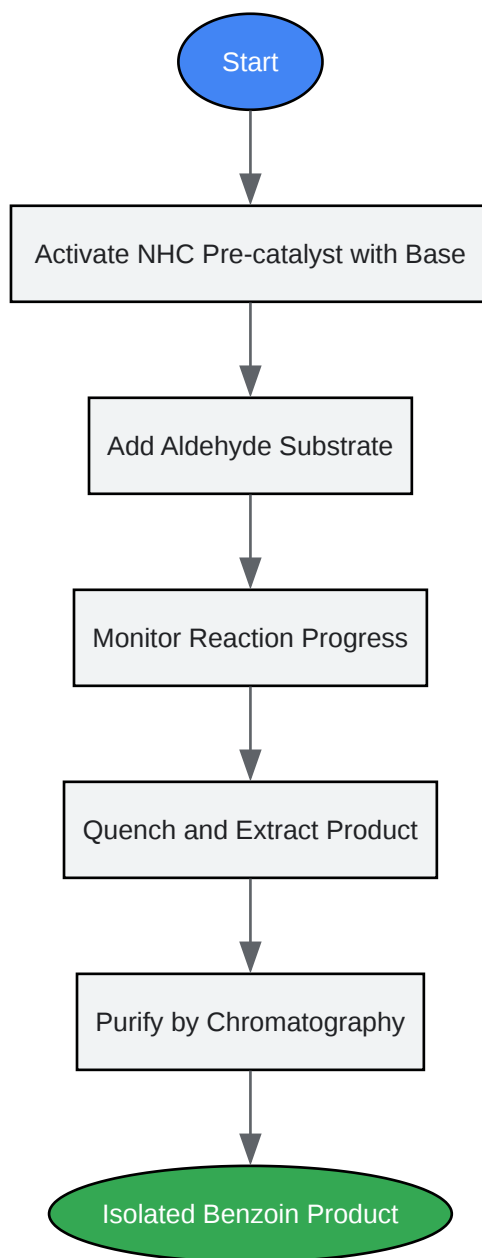 Start
Activate NHC Pre-catalyst with Base
Add Aldehyde Substrate
Monitor Reaction Progress
Quench and Extract Product
Purify by Chromatography
Isolated Benzoin Product